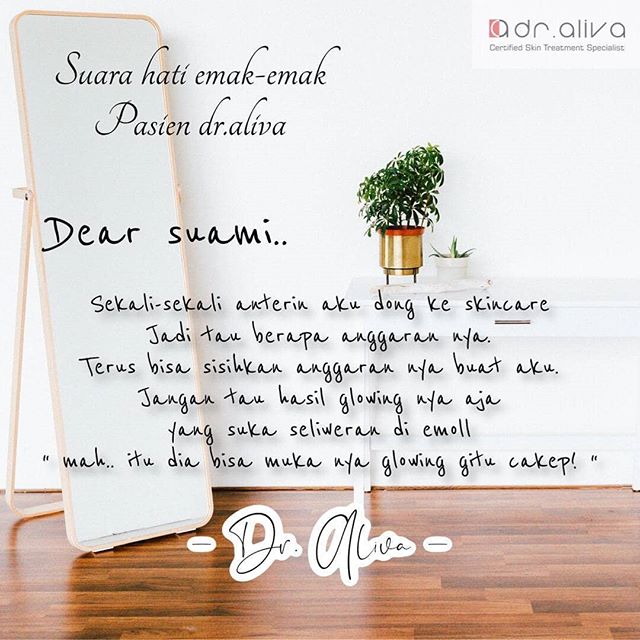 dr.aliva
Certified Skin Treatment Specialist
Suara hati emak-emak
Pasien dr.aliva
Dear suami..
Sekali-sekali anterin aku dong ke skincare
Jadi tau berapa anggaran nya.
Terus bisa sisihkan anggaran nya buat aku.
Jangan tau hasil glowing nya aja
yang suka seliweran di emoll
" mah.. itu dia bisa muka nya glowing gitu cakep! "
- Dr. Aliva -